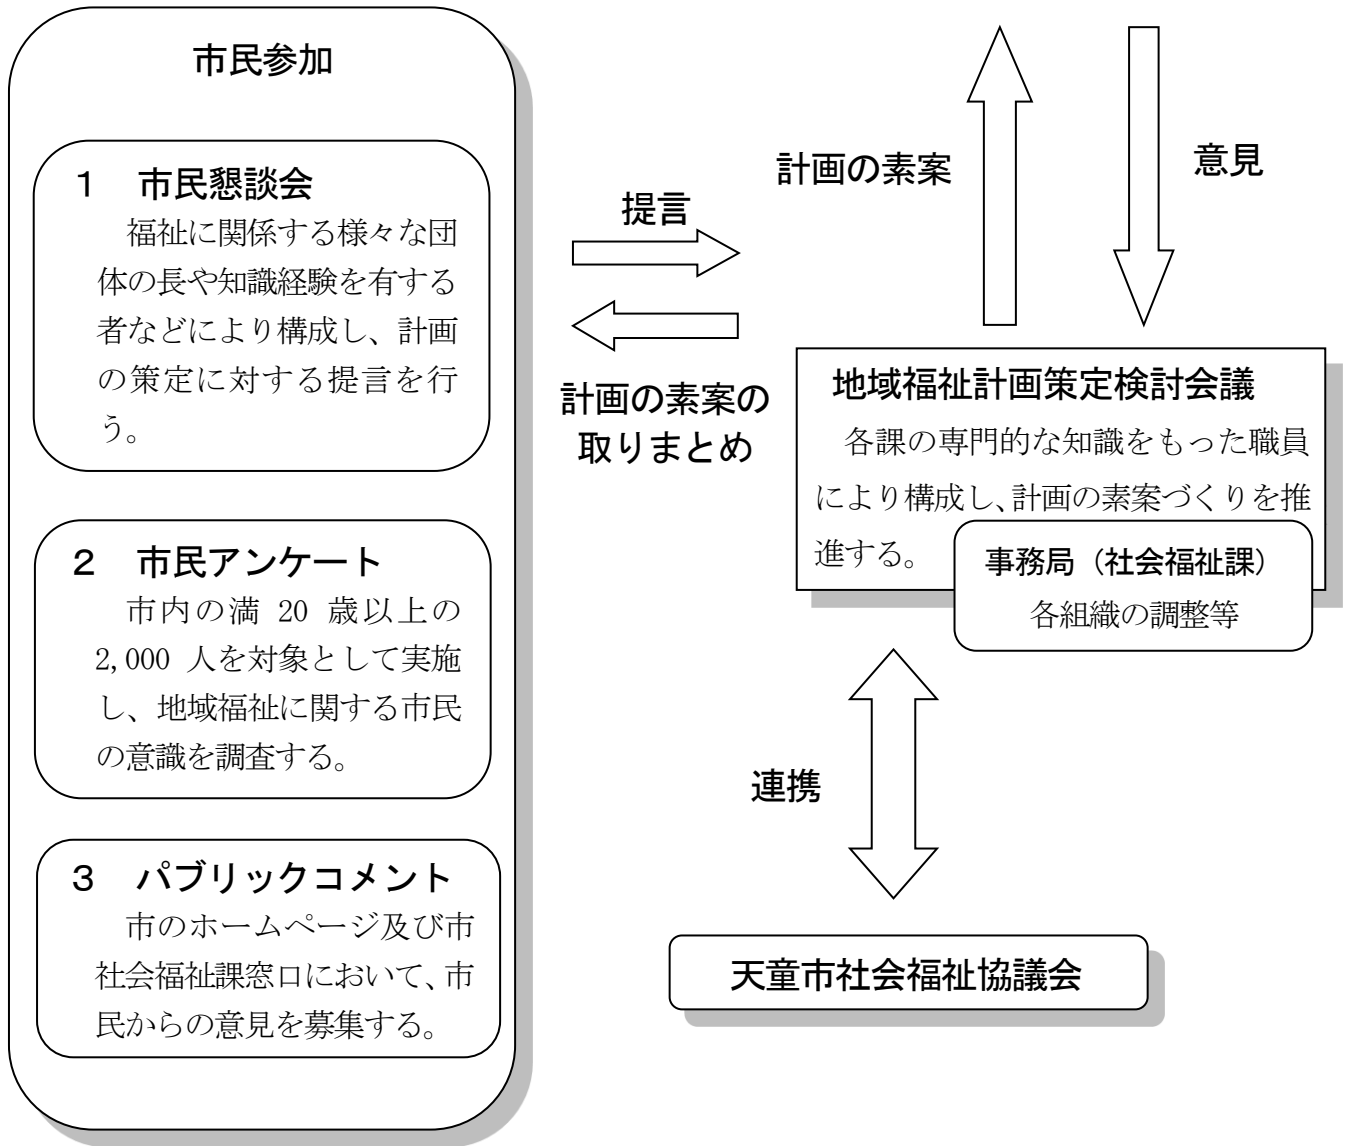 市民参加
１　市民懇談会
福祉に関係する様々な団
体の長や知識経験を有する
者などにより構成し、計画
の策定に対する提言を行
う。
２　市民アンケート
市内の満 20 歳以上の
2,000 人を対象として実施
し、地域福祉に関する市民
の意識を調査する。
３　パブリックコメント
市のホームページ及び市
社会福祉課窓口において、市
民からの意見を募集する。
提言
計画の素案の
取りまとめ
計画の素案
意見
地域福祉計画策定検討会議
各課の専門的な知識をもった職員
により構成し、計画の素案づくりを推
進する。
事務局（社会福祉課）
各組織の調整等
連携
天童市社会福祉協議会